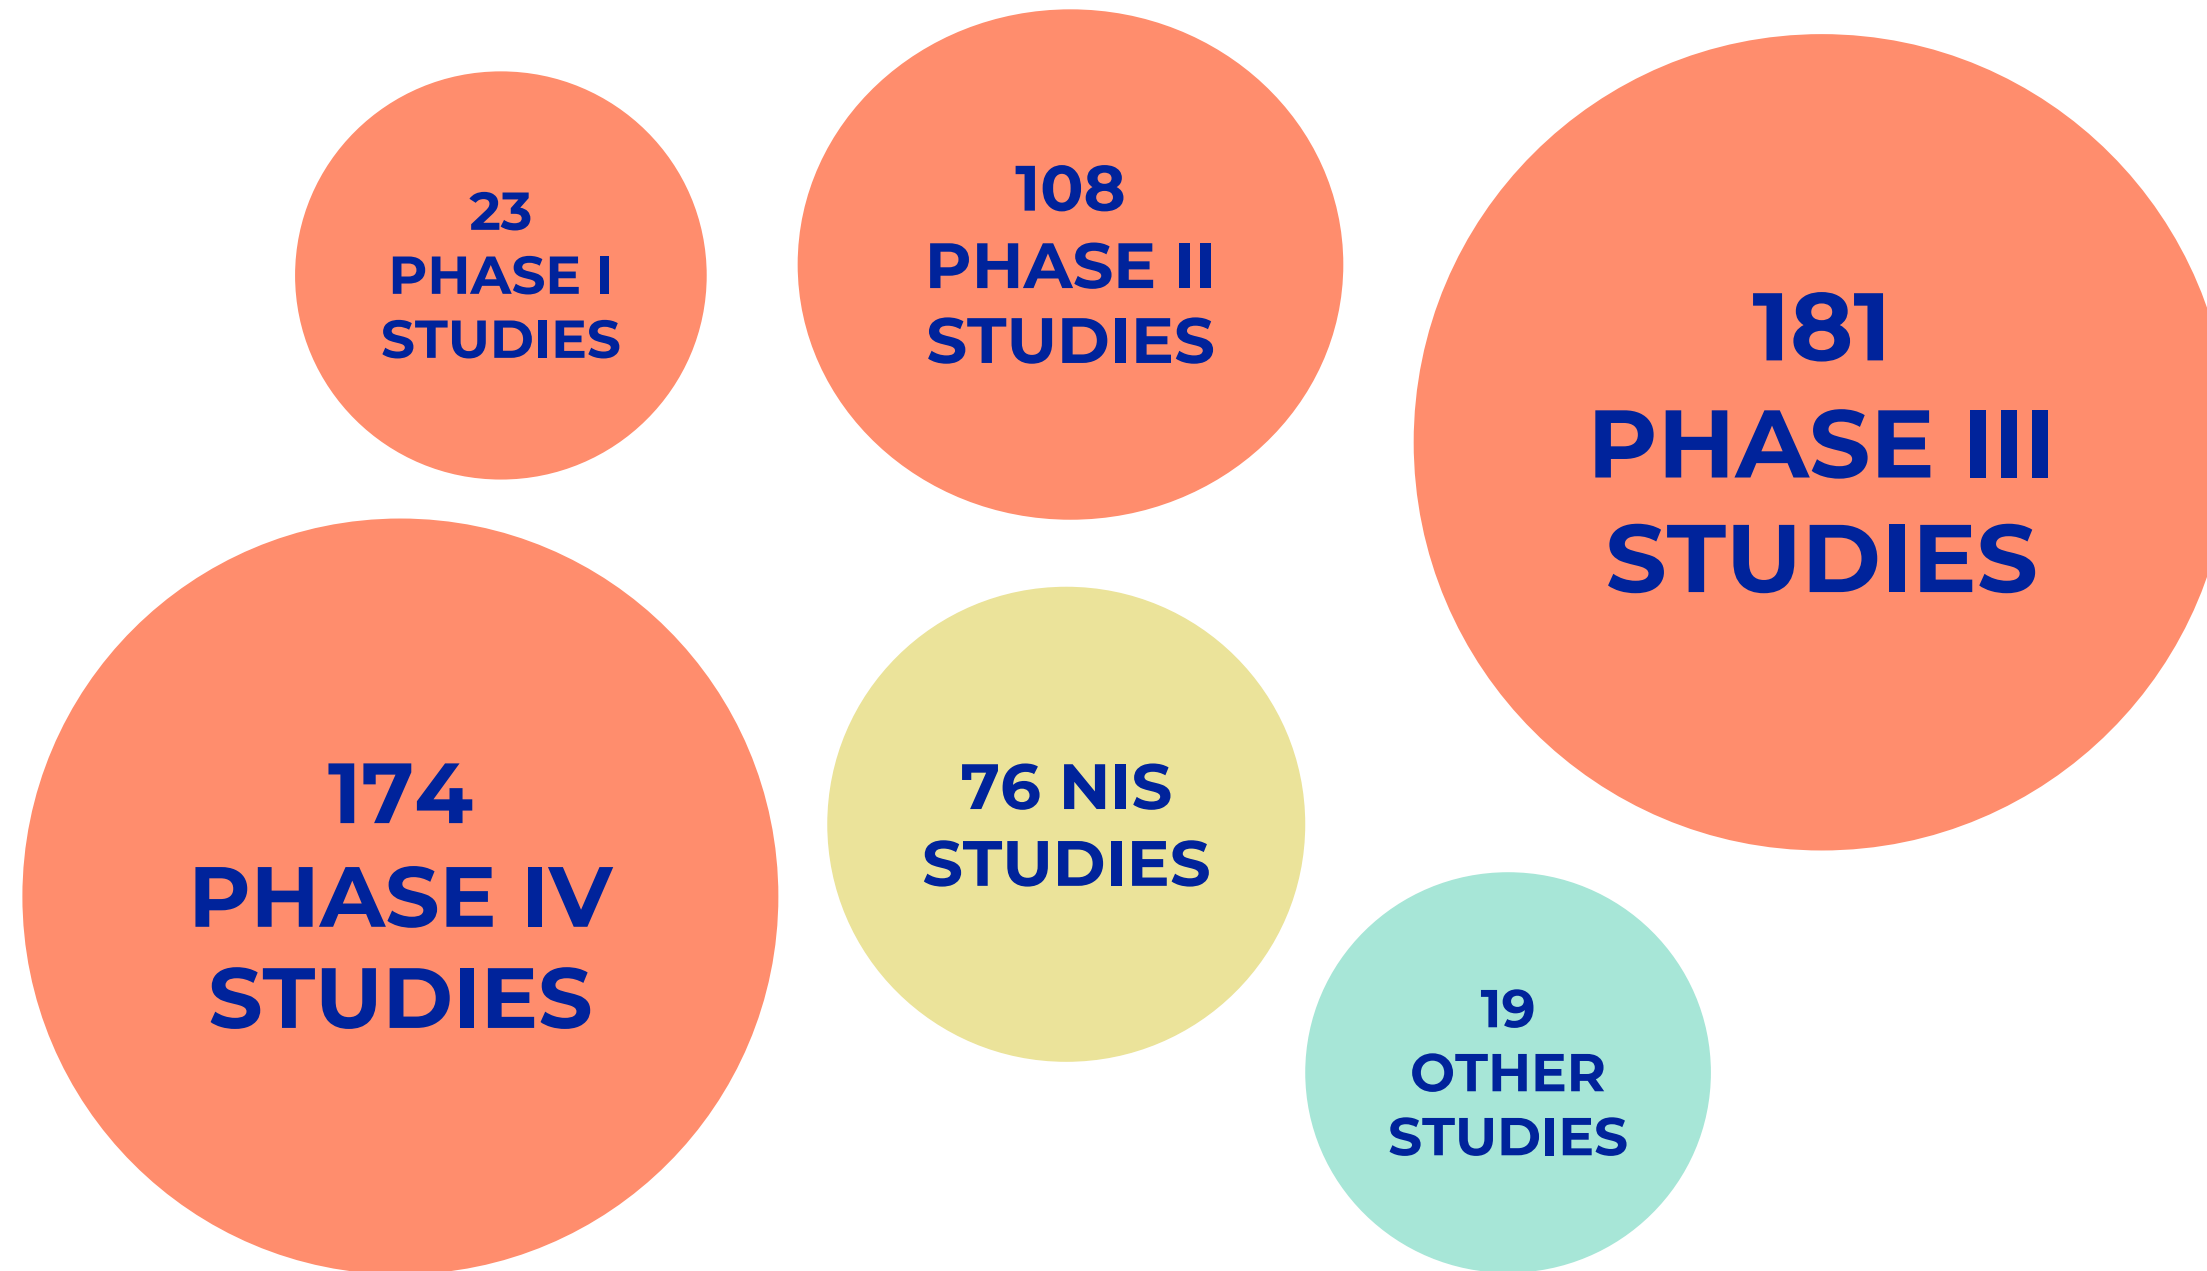 23
PHASE I
STUDIES
108
PHASE II
STUDIES
181
PHASE III
STUDIES
174
PHASE IV
STUDIES
76 NIS
STUDIES
19
OTHER
STUDIES